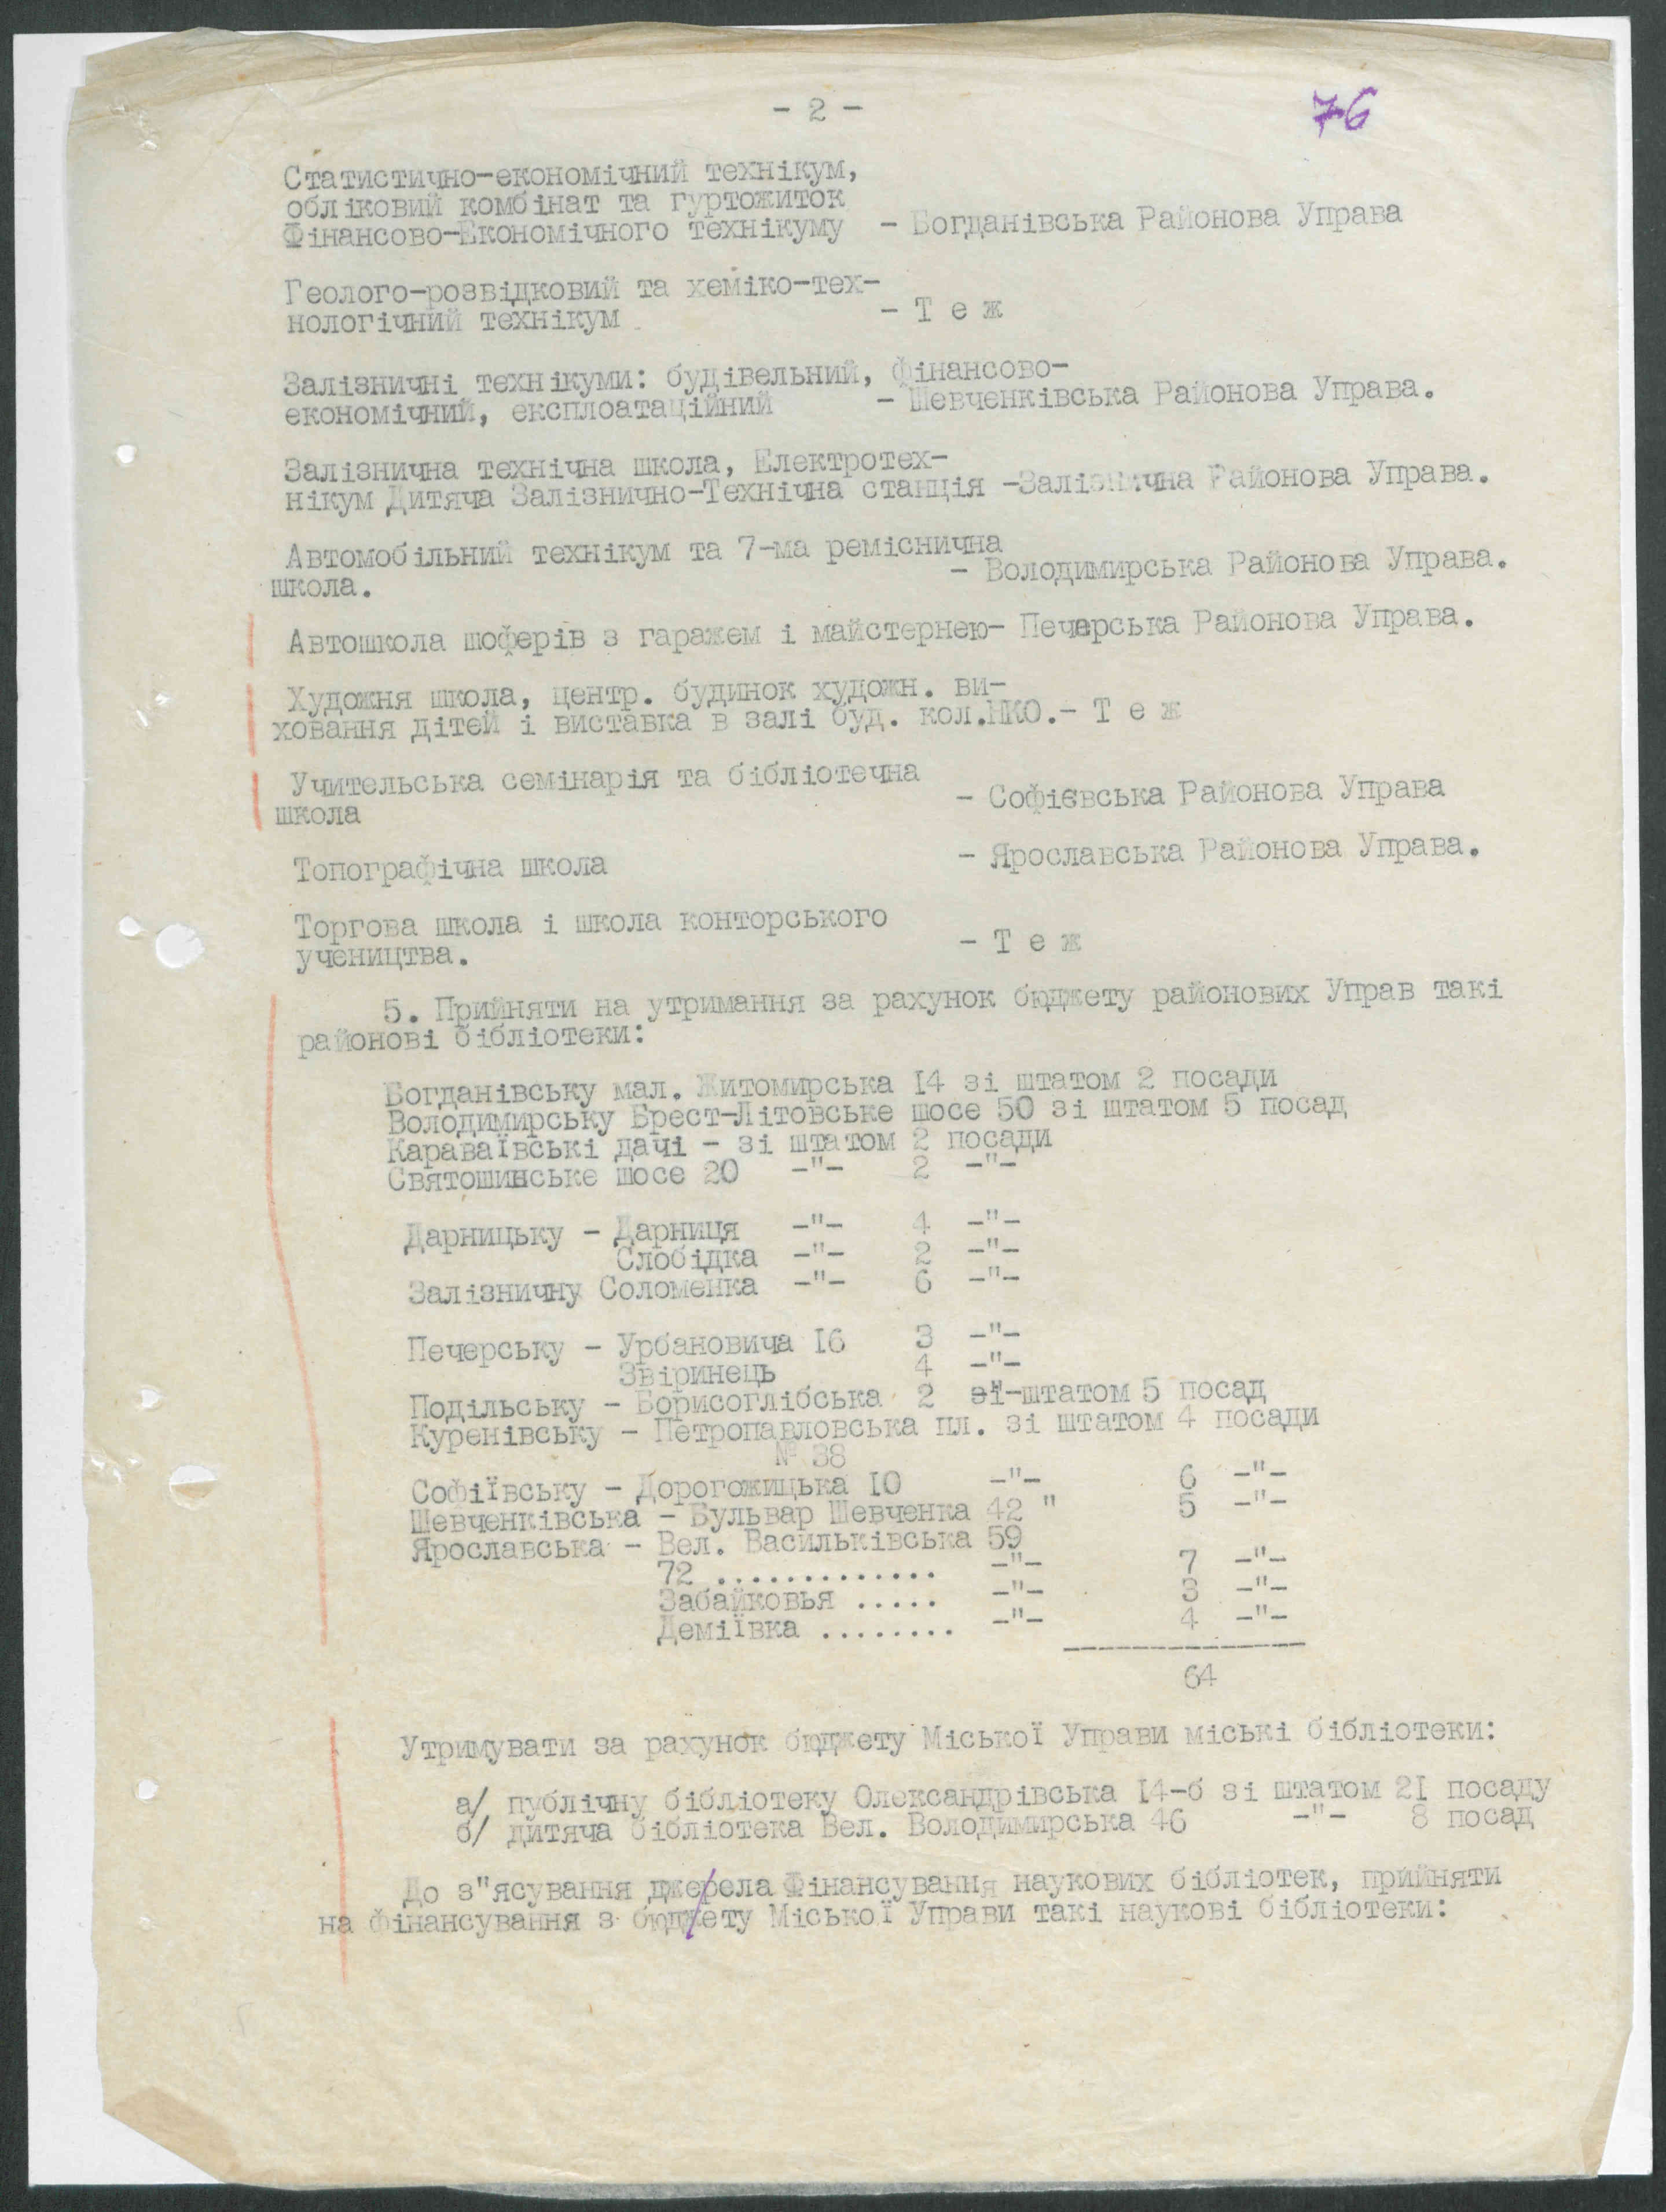 - 2 -
76
Статистично-економічний технікум,
обліковий комбінат та гуртожиток
Фінансово-Економічного технікуму - Богданівська Районова Управа
Геолого-розвідковий та хеміко-тех-
нологічний технікум - Т е ж
Залізничні технікуми: будівельний, фінансово-
економічний, експлоатаційний - Шевченківська Районова Управа.
Залізнична технічна школа, Електротех-
нікум Дитяча Залізнично-Технічна станція -Залізнична Районова Управа.
Автомобільний технікум та 7-ма реміснична
школа. - Володимирська Районова Управа.
Автошкола шоферів з гаражем і майстернею- Печерська Районова Управа.
Художня школа, центр. будинок художн. ви-
ховання дітей і виставка в залі буд. кол.НКО.- Т е ж
Учительська семінарія та бібліотечна
школа - Софієвська Районова Управа
Топографічна школа - Ярославська Районова Управа.
Торгова школа і школа конторського
учеництва. - Т е ж
5. Прийняти на утримання за рахунок бюджету районових Управ такі
районові бібліотеки:
Богданівську мал. Житомирська I4 зі штатом 2 посади
Володимирську Брест-Літовське шосе 50 зі штатом 5 посад
Караваївські дачі - зі штатом 2 посади
Святошинське шосе 20 -"- 2 -"-
Дарницьку - Дарниця -"- 4 -"-
Слобідка -"- 2 -"-
Залізничну Соломенка -"- 6 -"-
Печерську - Урбановича I6 3 -"-
Звіринець 4 -"-
Подільську - Борисоглібська 2 зі-штатом 5 посад
Куренівську - Петропавловська пл. зі штатом 4 посади
№ 38
Софіївську - Дорогожицька IO -"- 6 -"-
Шевченківська - Бульвар Шевченка 42 " 5 -"-
Ярославська - Вел. Васильківська 59
72 ............. -"- 7 -"-
Забайковья ..... -"- 3 -"-
Деміївка ........ -"- 4 -"-
64
Утримувати за рахунок бюджету Міської Управи міські бібліотеки:
а/ публічну бібліотеку Олександрівська I4-б зі штатом 2I посаду
б/ дитяча бібліотека Вел. Володимирська 46 -"- 8 посад
До з"ясування джерела Фінансування наукових бібліотек, прийняти
на фінансування з бюджету Міської Управи такі наукові бібліотеки: